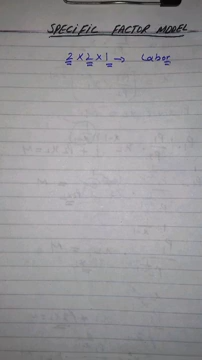 SPECIFIC FACTOR MODEL
2 × 2 × 1 → Labor